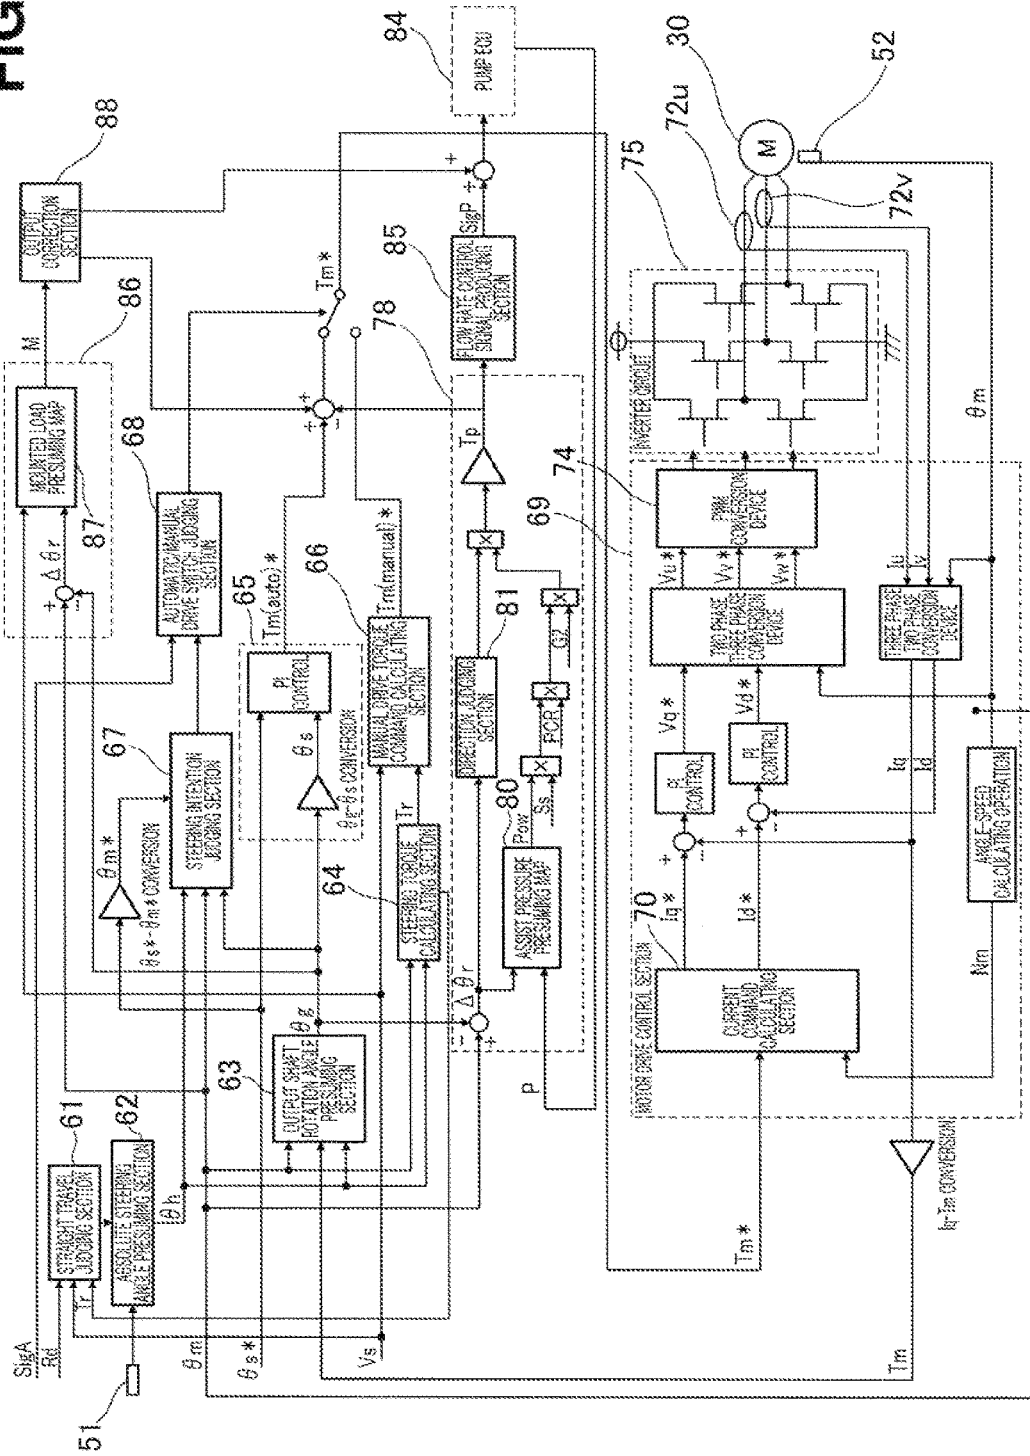 FIG
51
SigA
Rd
Tr
61
STRAIGHT TRAVEL
JUDGING SECTION
62
ABSOLUTE STEERING
ANGLE PRESUMING SECTION
θh
θm
θs*
Vs
63
OUTPUT SHAFT
ROTATION ANGLE
PRESUMING
SECTION
θg
θs*-θm* CONVERSION
θm*
67
STEERING INTENTION
JUDGING SECTION
68
AUTOMATIC/MANUAL
DRIVE SWITCH JUDGING
SECTION
86
87
MOUNTED LOAD
PRESUMING MAP
Δθr
+
-
M
88
OUTPUT
CORRECTION
SECTION
65
PI
CONTROL
θs
θg-θs CONVERSION
Tm(auto)*
64
STEERING TORQUE
CALCULATING SECTION
Tr
66
MANUAL DRIVE TORQUE
COMMAND CALCULATING
SECTION
Tm(manual)*
+
+
-
Tm*
78
Δθr
-
+
P
80
ASSIST PRESSURE
PRESUMING MAP
Pow
Ss
X
PCR
X
G2
X
81
DIRECTION JUDGING
SECTION
X
Tp
85
FLOW RATE CONTROL
SIGNAL PRODUCING
SECTION
SigP
+
+
84
PUMP ECU
69
MOTOR DRIVE CONTROL SECTION
Tm*
70
CURRENT
COMMAND
CALCULATING
SECTION
Iq*
Id*
+
-
+
-
PI
CONTROL
PI
CONTROL
Vq*
Vd*
TWO PHASE
THREE PHASE
CONVERSION
DEVICE
Vu*
Vv*
Vw*
74
PWM
CONVERSION
DEVICE
75
INVERTER CIRCUIT
72u
72v
30
M
52
θm
Iu
Iv
THREE PHASE
TWO PHASE
CONVERSION
DEVICE
Iq
Id
ANGLE-SPEED
CALCULATING OPERATION
Nm
Iq-Tm CONVERSION
Tm